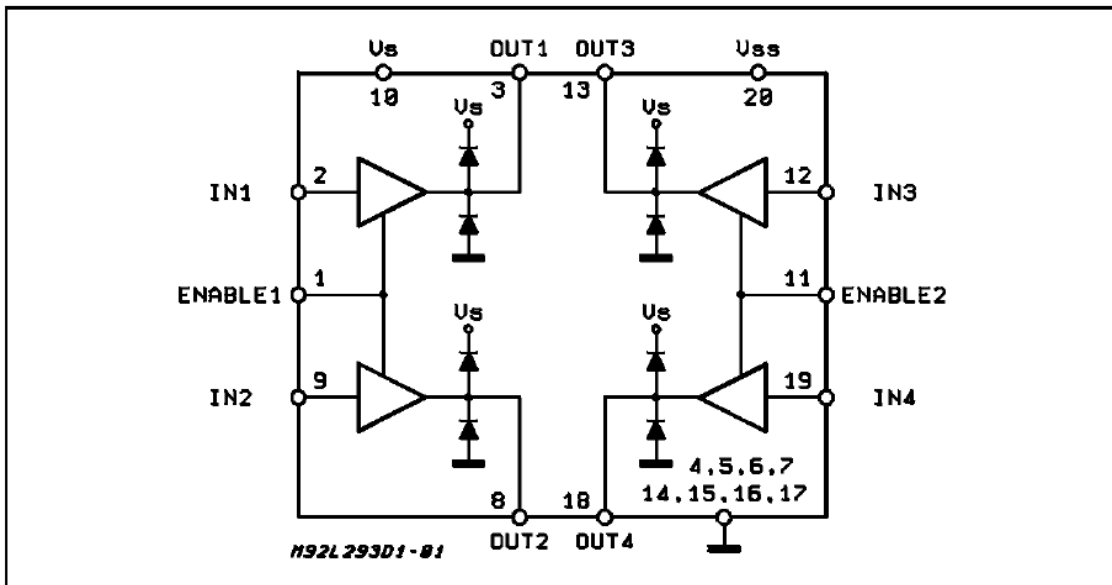 Vs OUT1 OUT3 Vss
10 3 13 20
Vs Vs
IN1 2 12 IN3
ENABLE1 1 11 ENABLE2
Vs Vs
IN2 9 19 IN4
4,5,6,7
8 18 14,15,16,17
OUT2 OUT4
M92L293D1-01